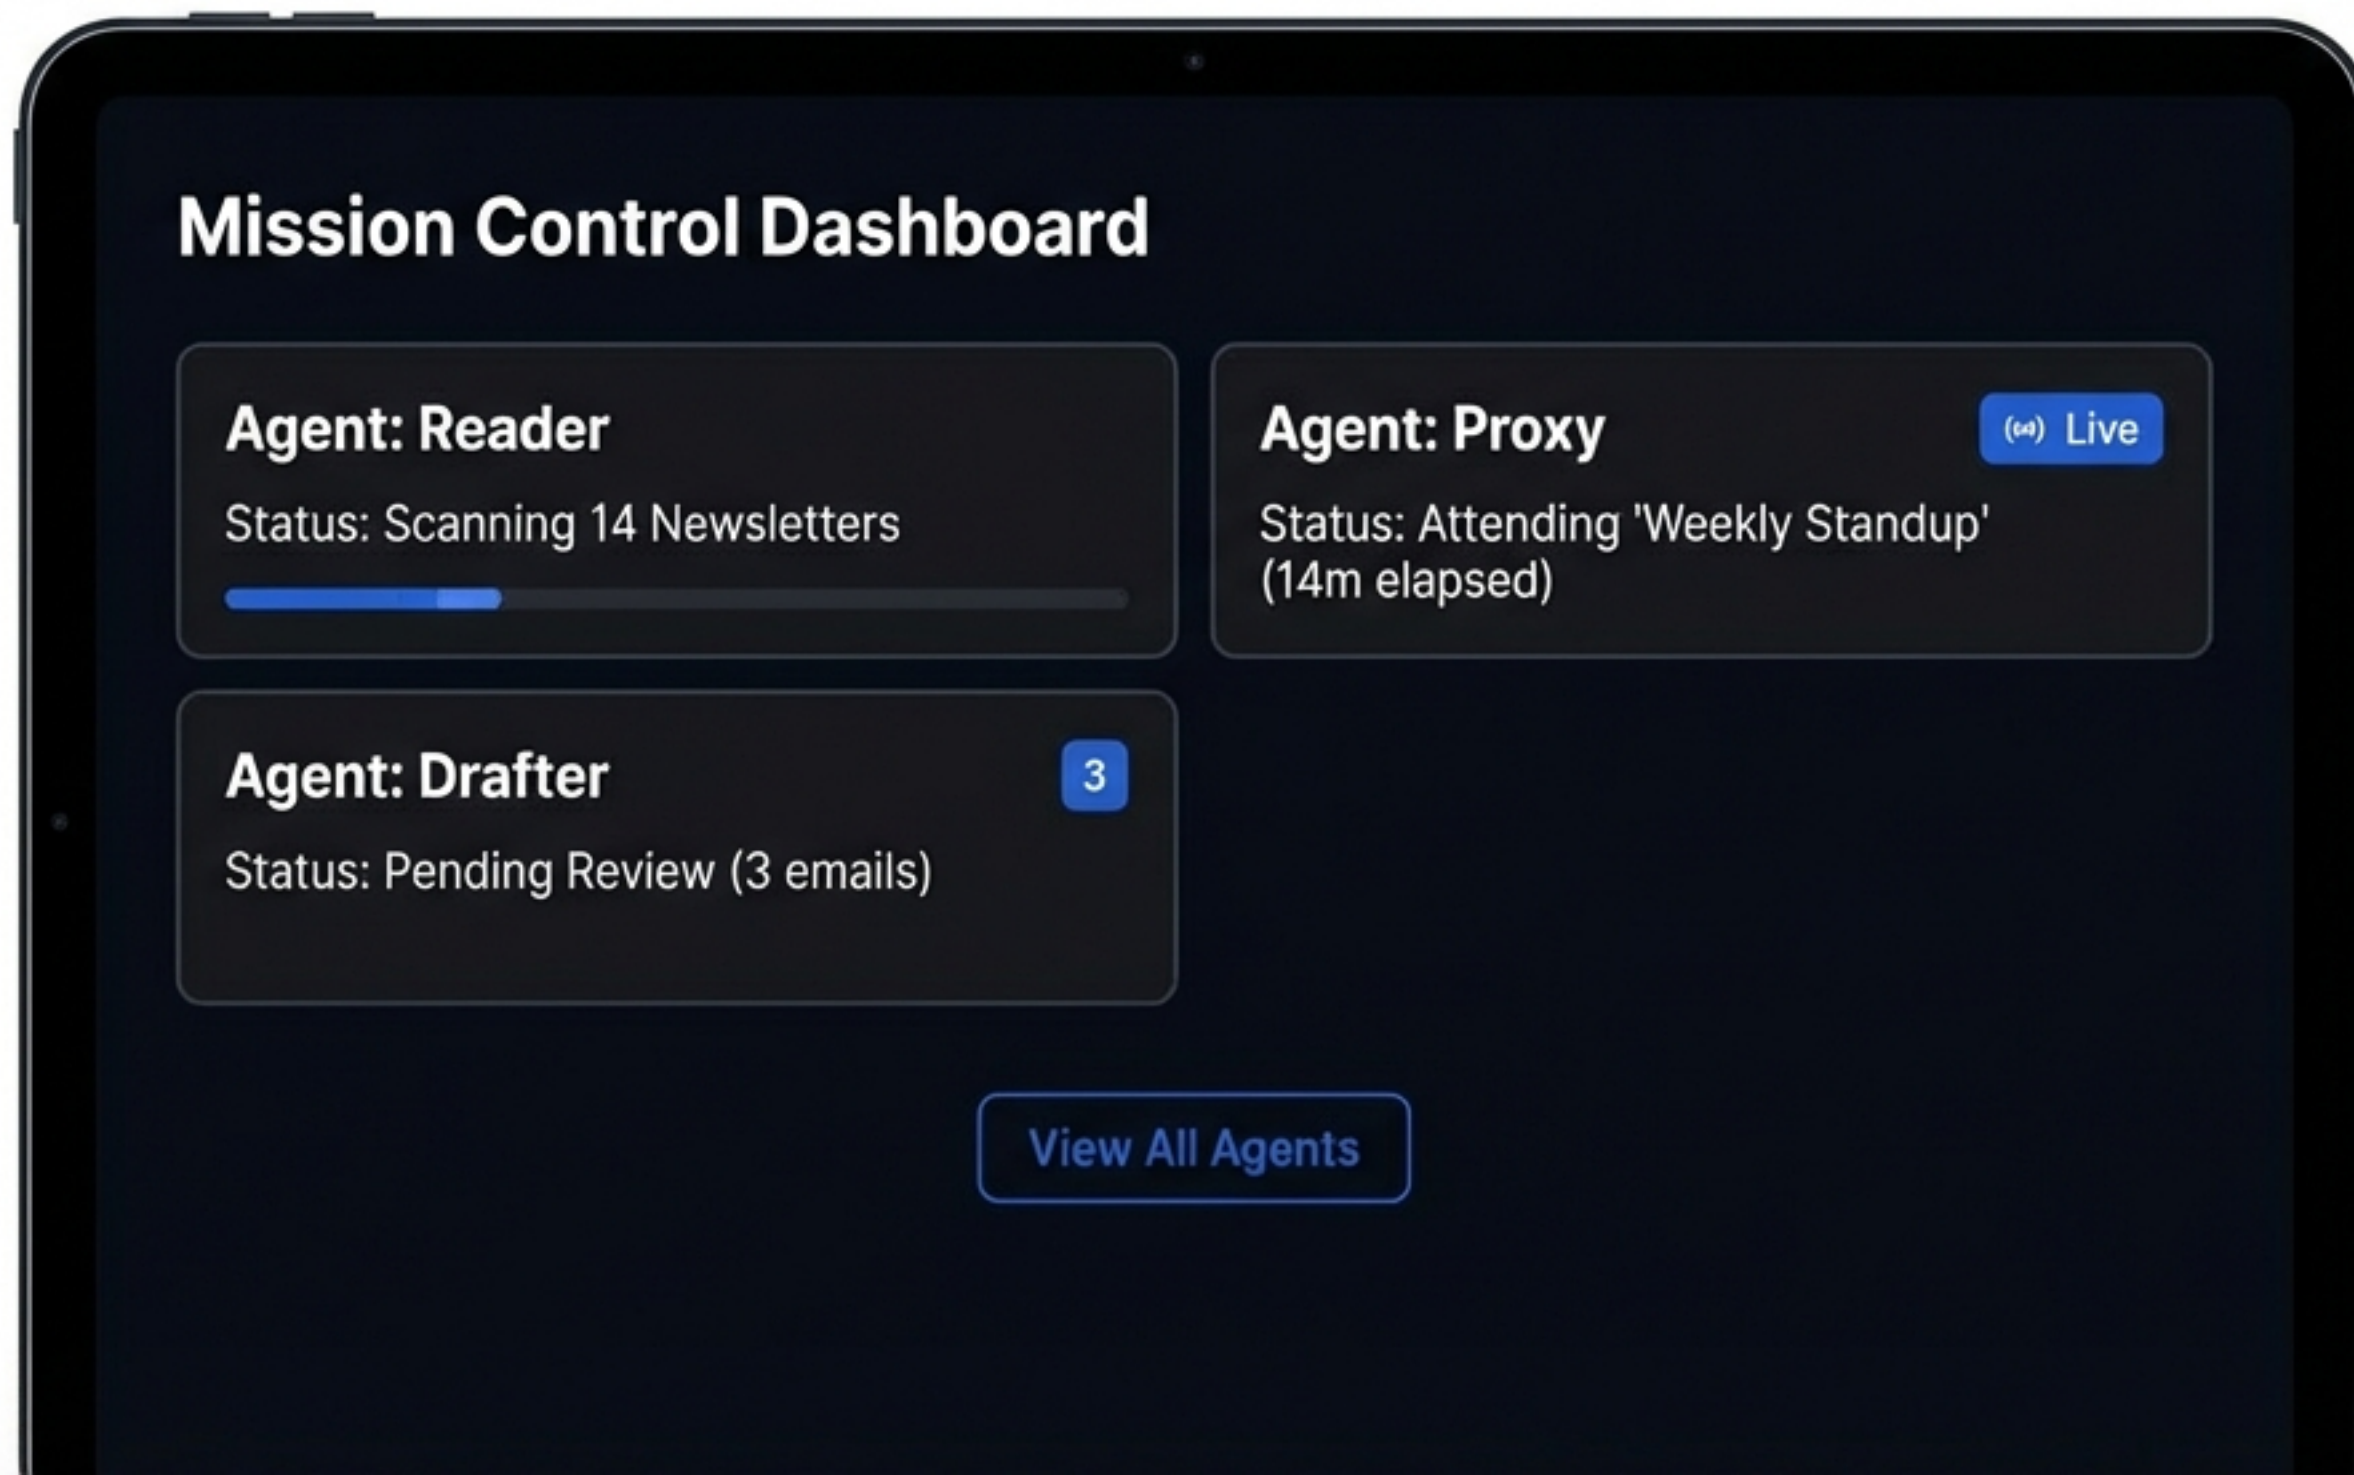 Mission Control Dashboard
Agent: Reader
Status: Scanning 14 Newsletters
Agent: Proxy
Live
Status: Attending 'Weekly Standup'
(14m elapsed)
Agent: Drafter
3
Status: Pending Review (3 emails)
View All Agents